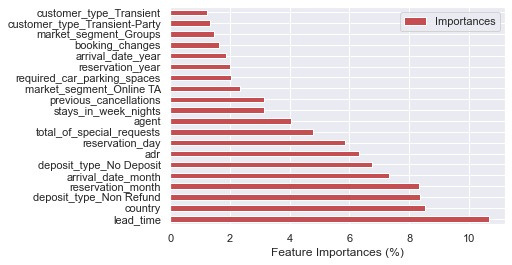 customer_type_Transient
customer_type_Transient-Party
market_segment_Groups
booking_changes
arrival_date_year
reservation_year
required_car_parking_spaces
market_segment_Online TA
previous_cancellations
stays_in_week_nights
agent
total_of_special_requests
reservation_day
adr
deposit_type_No Deposit
arrival_date_month
reservation_month
deposit_type_Non Refund
country
lead_time
Importances
0 2 4 6 8 10
Feature Importances (%)